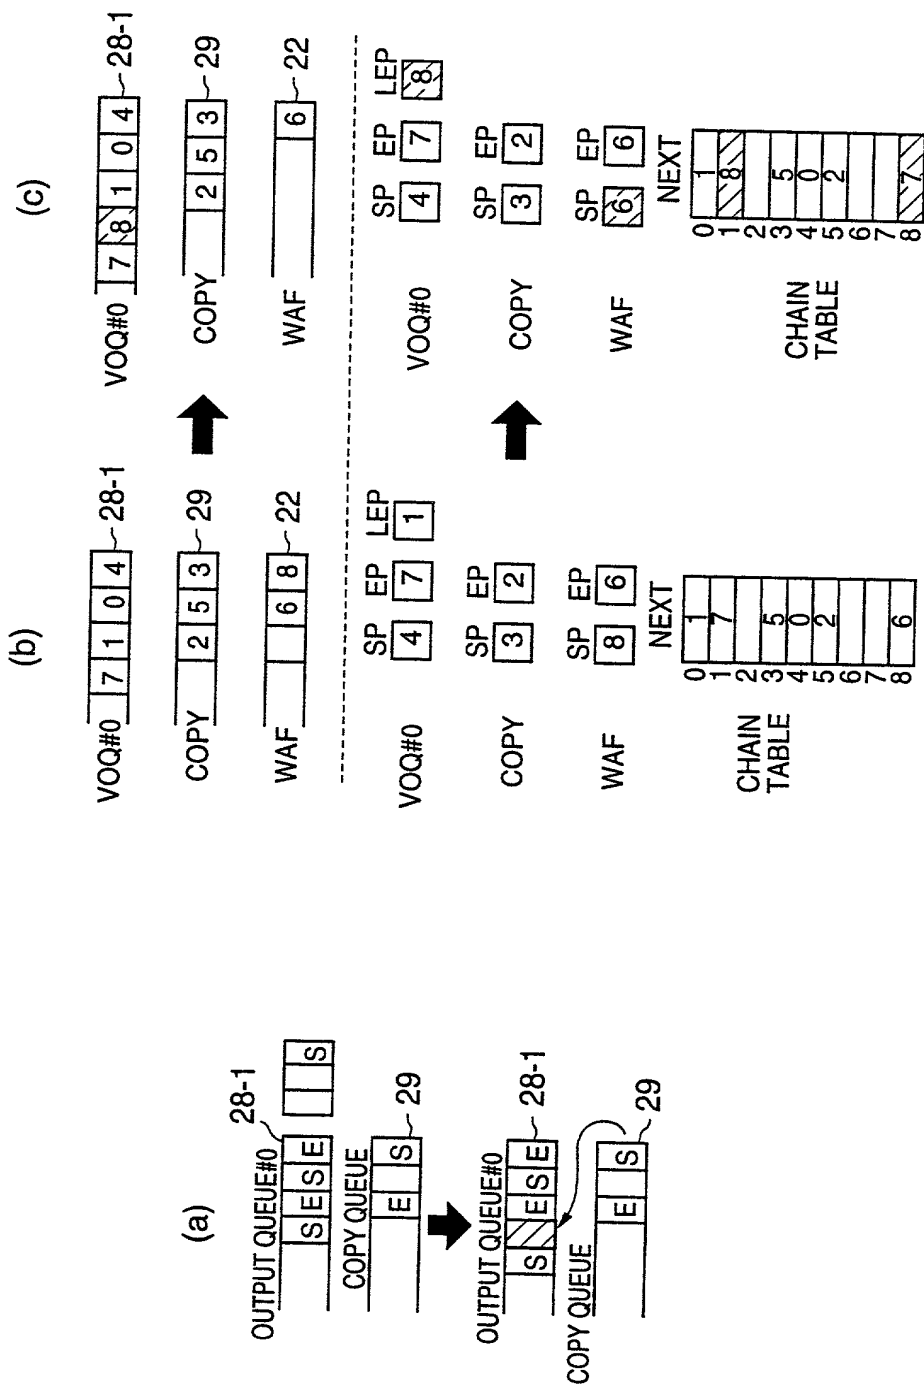 (a)
OUTPUT QUEUE#0
28-1
S E S E
S
COPY QUEUE
E S
29
OUTPUT QUEUE#0
S E S E
28-1
COPY QUEUE
E S
29
(b)
VOQ#0
7 1 0 4
28-1
COPY
2 5 3
29
WAF
6 8
22
VOQ#0
SP EP LEP
4 7 1
COPY
SP EP
3 2
WAF
SP EP
8 6
CHAIN
TABLE
NEXT
0 1
1 7
2
3 5
4 0
5 2
6
7
8 6
(c)
VOQ#0
7 8 1 0 4
28-1
COPY
2 5 3
29
WAF
6
22
VOQ#0
SP EP LEP
4 7 8
COPY
SP EP
3 2
WAF
SP EP
6 6
CHAIN
TABLE
NEXT
0 1
1 8
2
3 5
4 0
5 2
6
7
8 7